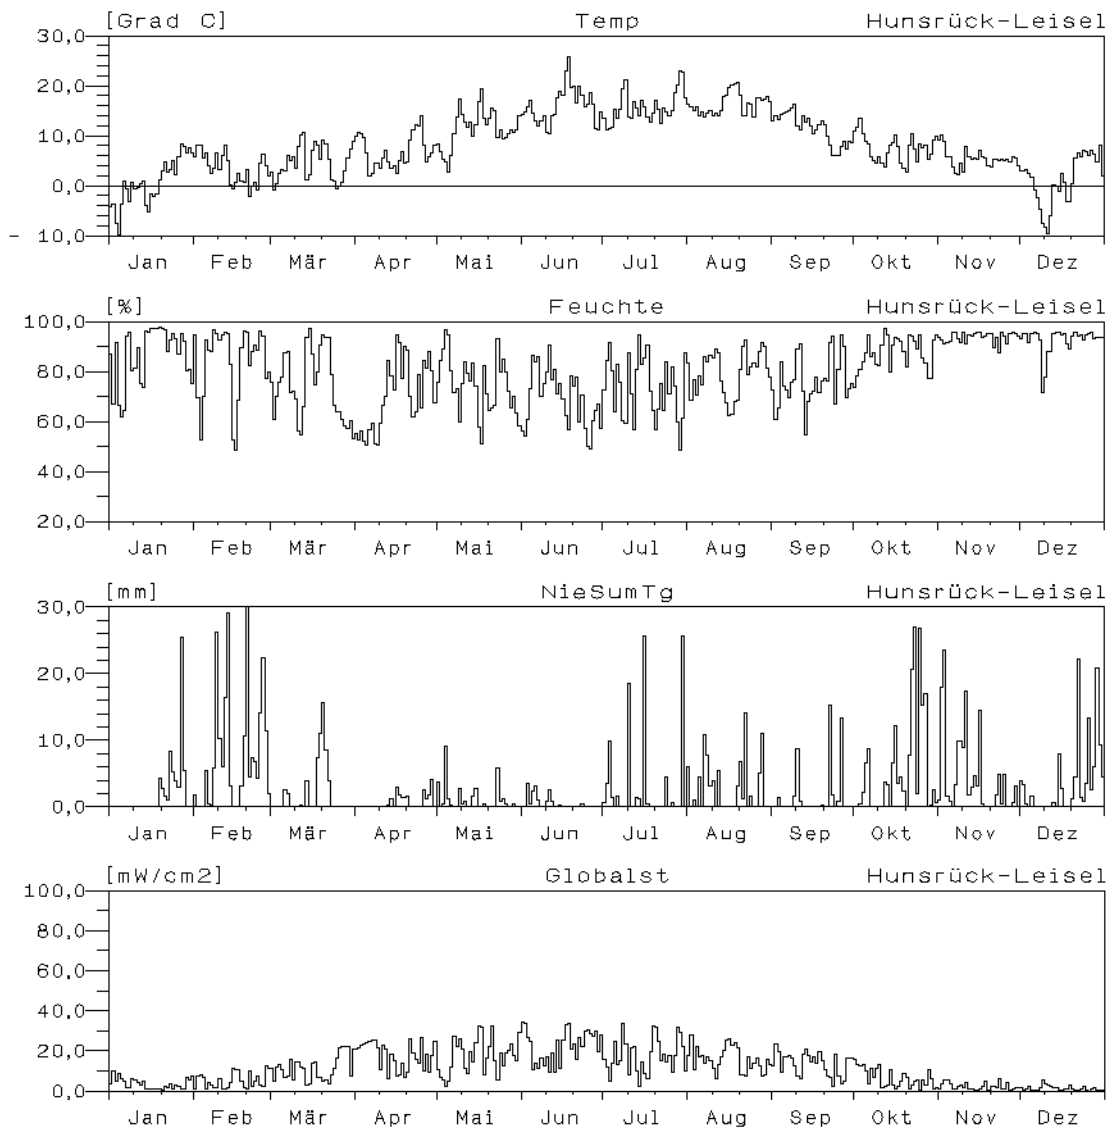 [Grad C] Temp Hunsrück-Leisel
30,0
20,0
10,0
0,0
- 10,0
Jan Feb Mär Apr Mai Jun Jul Aug Sep Okt Nov Dez
[%] Feuchte Hunsrück-Leisel
100,0
80,0
60,0
40,0
20,0
Jan Feb Mär Apr Mai Jun Jul Aug Sep Okt Nov Dez
[mm] NieSumTg Hunsrück-Leisel
30,0
20,0
10,0
0,0
Jan Feb Mär Apr Mai Jun Jul Aug Sep Okt Nov Dez
[mW/cm2] Globalst Hunsrück-Leisel
100,0
80,0
60,0
40,0
20,0
0,0
Jan Feb Mär Apr Mai Jun Jul Aug Sep Okt Nov Dez